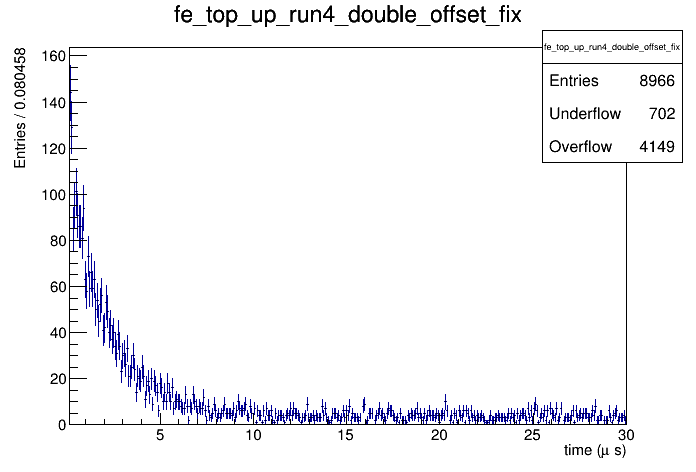 fe_top_up_run4_double_offset_fix
fe_top_up_run4_double_offset_fix
Entries 8966
Underflow 702
Overflow 4149
Entries / 0.080458
160
140
120
100
80
60
40
20
0
5 10 15 20 25 30
time (μ s)